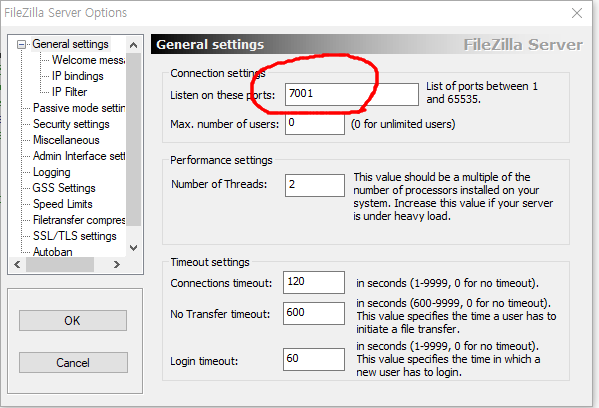 FileZilla Server Options
General settings
Welcome messa
IP bindings
IP Filter
Passive mode settin
Security settings
Miscellaneous
Admin Interface sett
Logging
GSS Settings
Speed Limits
Filetransfer compres
SSL/TLS settings
Autoban
OK
Cancel
General settings
FileZilla Server
Connection settings
Listen on these ports:
7001
List of ports between 1
and 65535.
Max. number of users:
0
(0 for unlimited users)
Performance settings
Number of Threads:
2
This value should be a multiple of the
number of processors installed on your
system. Increase this value if your server
is under heavy load.
Timeout settings
Connections timeout:
120
in seconds (1-9999, 0 for no timeout).
No Transfer timeout:
600
in seconds (600-9999, 0 for no timeout).
This value specifies the time a user has to
initiate a file transfer.
Login timeout:
60
in seconds (1-9999, 0 for no timeout).
This value specifies the time in which a
new user has to login.